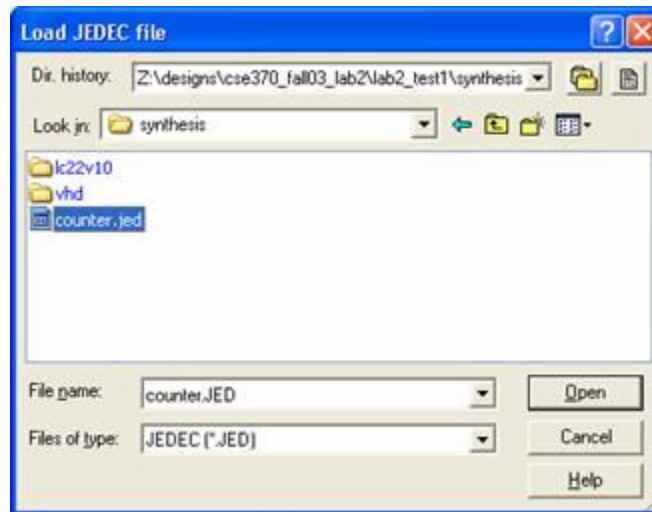 Load JEDEC file
Dir. history: Z:\designs\cse370_fall03_lab2\lab2_test1\synthesis
Look in: synthesis
lc22v10
vhd
counter.jed
File name: counter.JED Open
Files of type: JEDEC (*.JED) Cancel
Help